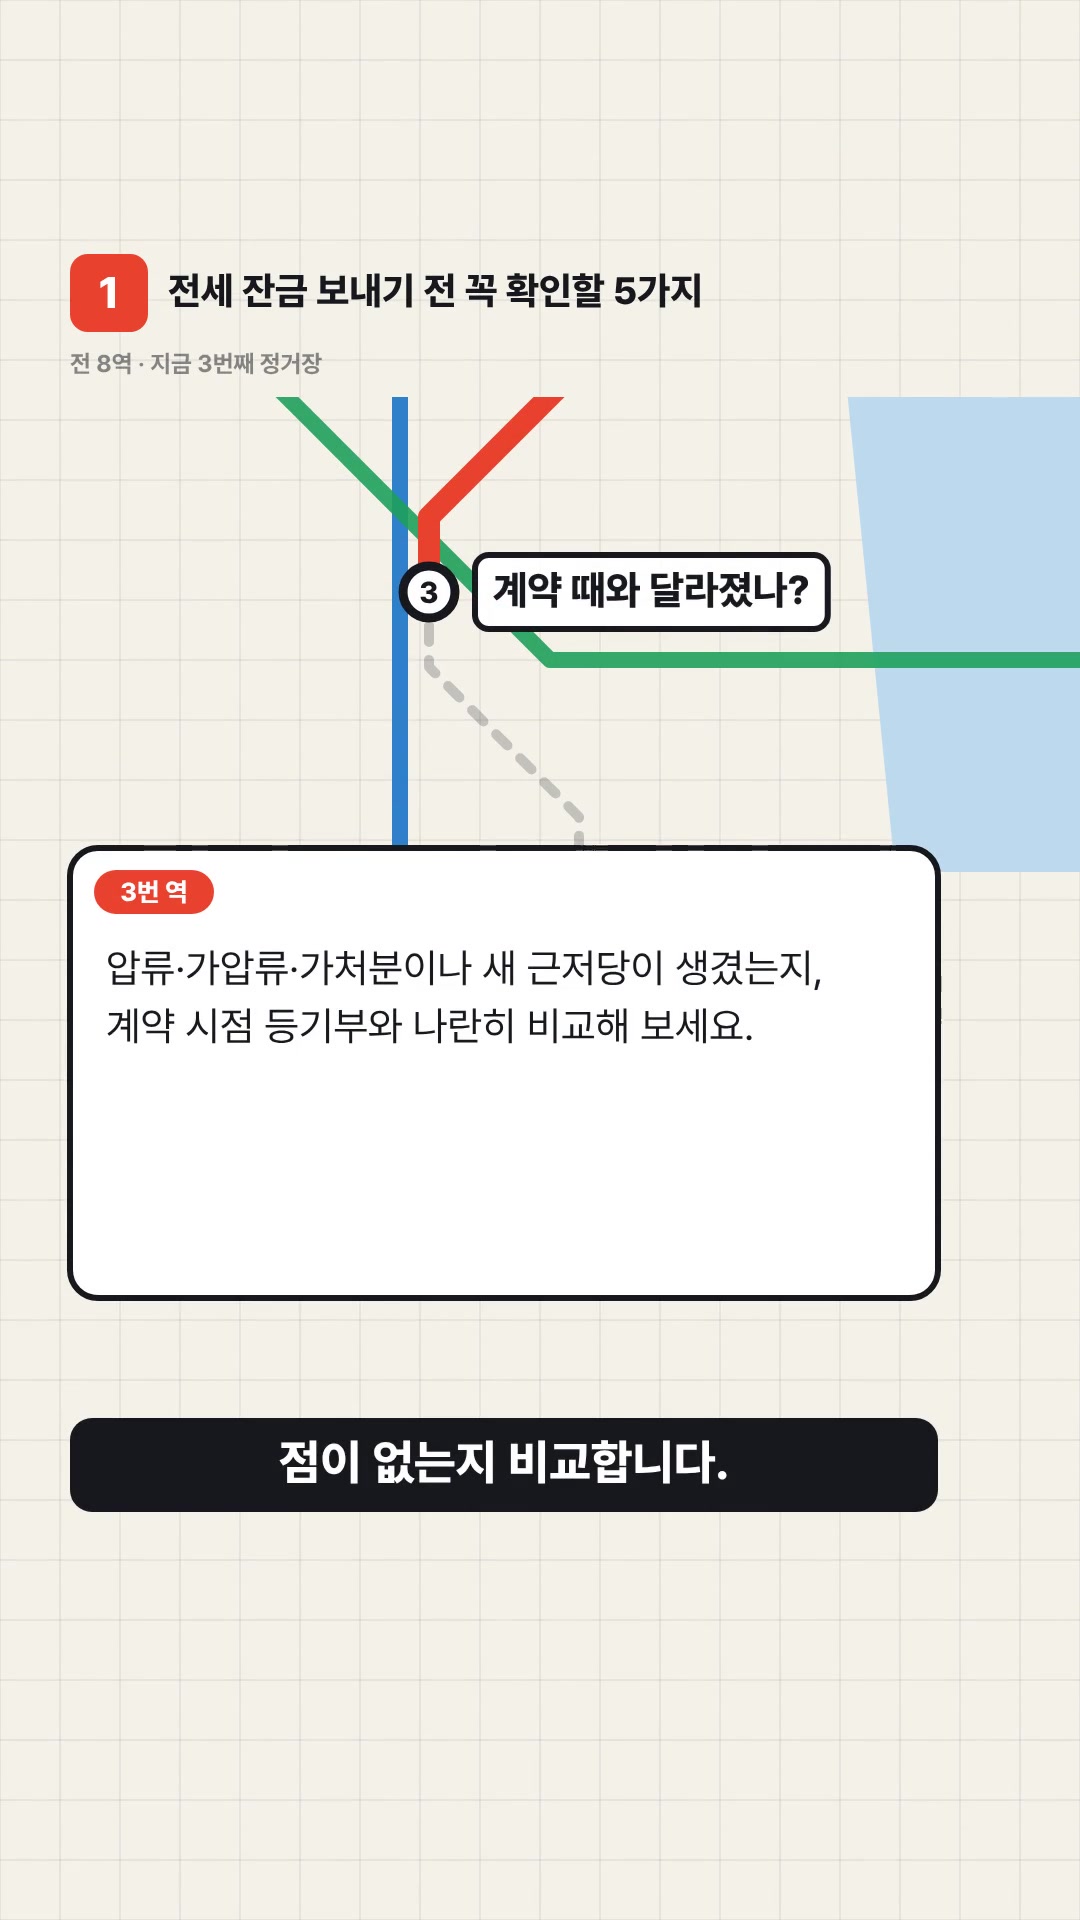 1
전세 잔금 보내기 전 꼭 확인할 5가지
전 8역 · 지금 3번째 정거장
3
계약 때와 달라졌나?
3번 역
압류·가압류·가처분이나 새 근저당이 생겼는지,
계약 시점 등기부와 나란히 비교해 보세요.
점이 없는지 비교합니다.